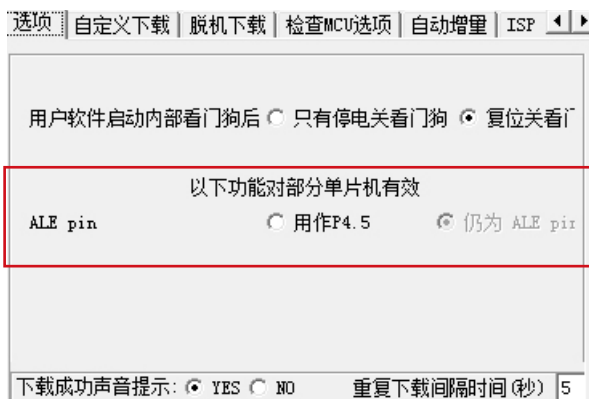 选项 自定义下载 脱机下载 检查MCU选项 自动增量 ISP
用户软件启动内部看门狗后 只有停电关看门狗 复位关看门
以下功能对部分单片机有效
ALE pin 用作P4.5 仍为 ALE pin
下载成功声音提示: YES NO 重复下载间隔时间(秒) 5